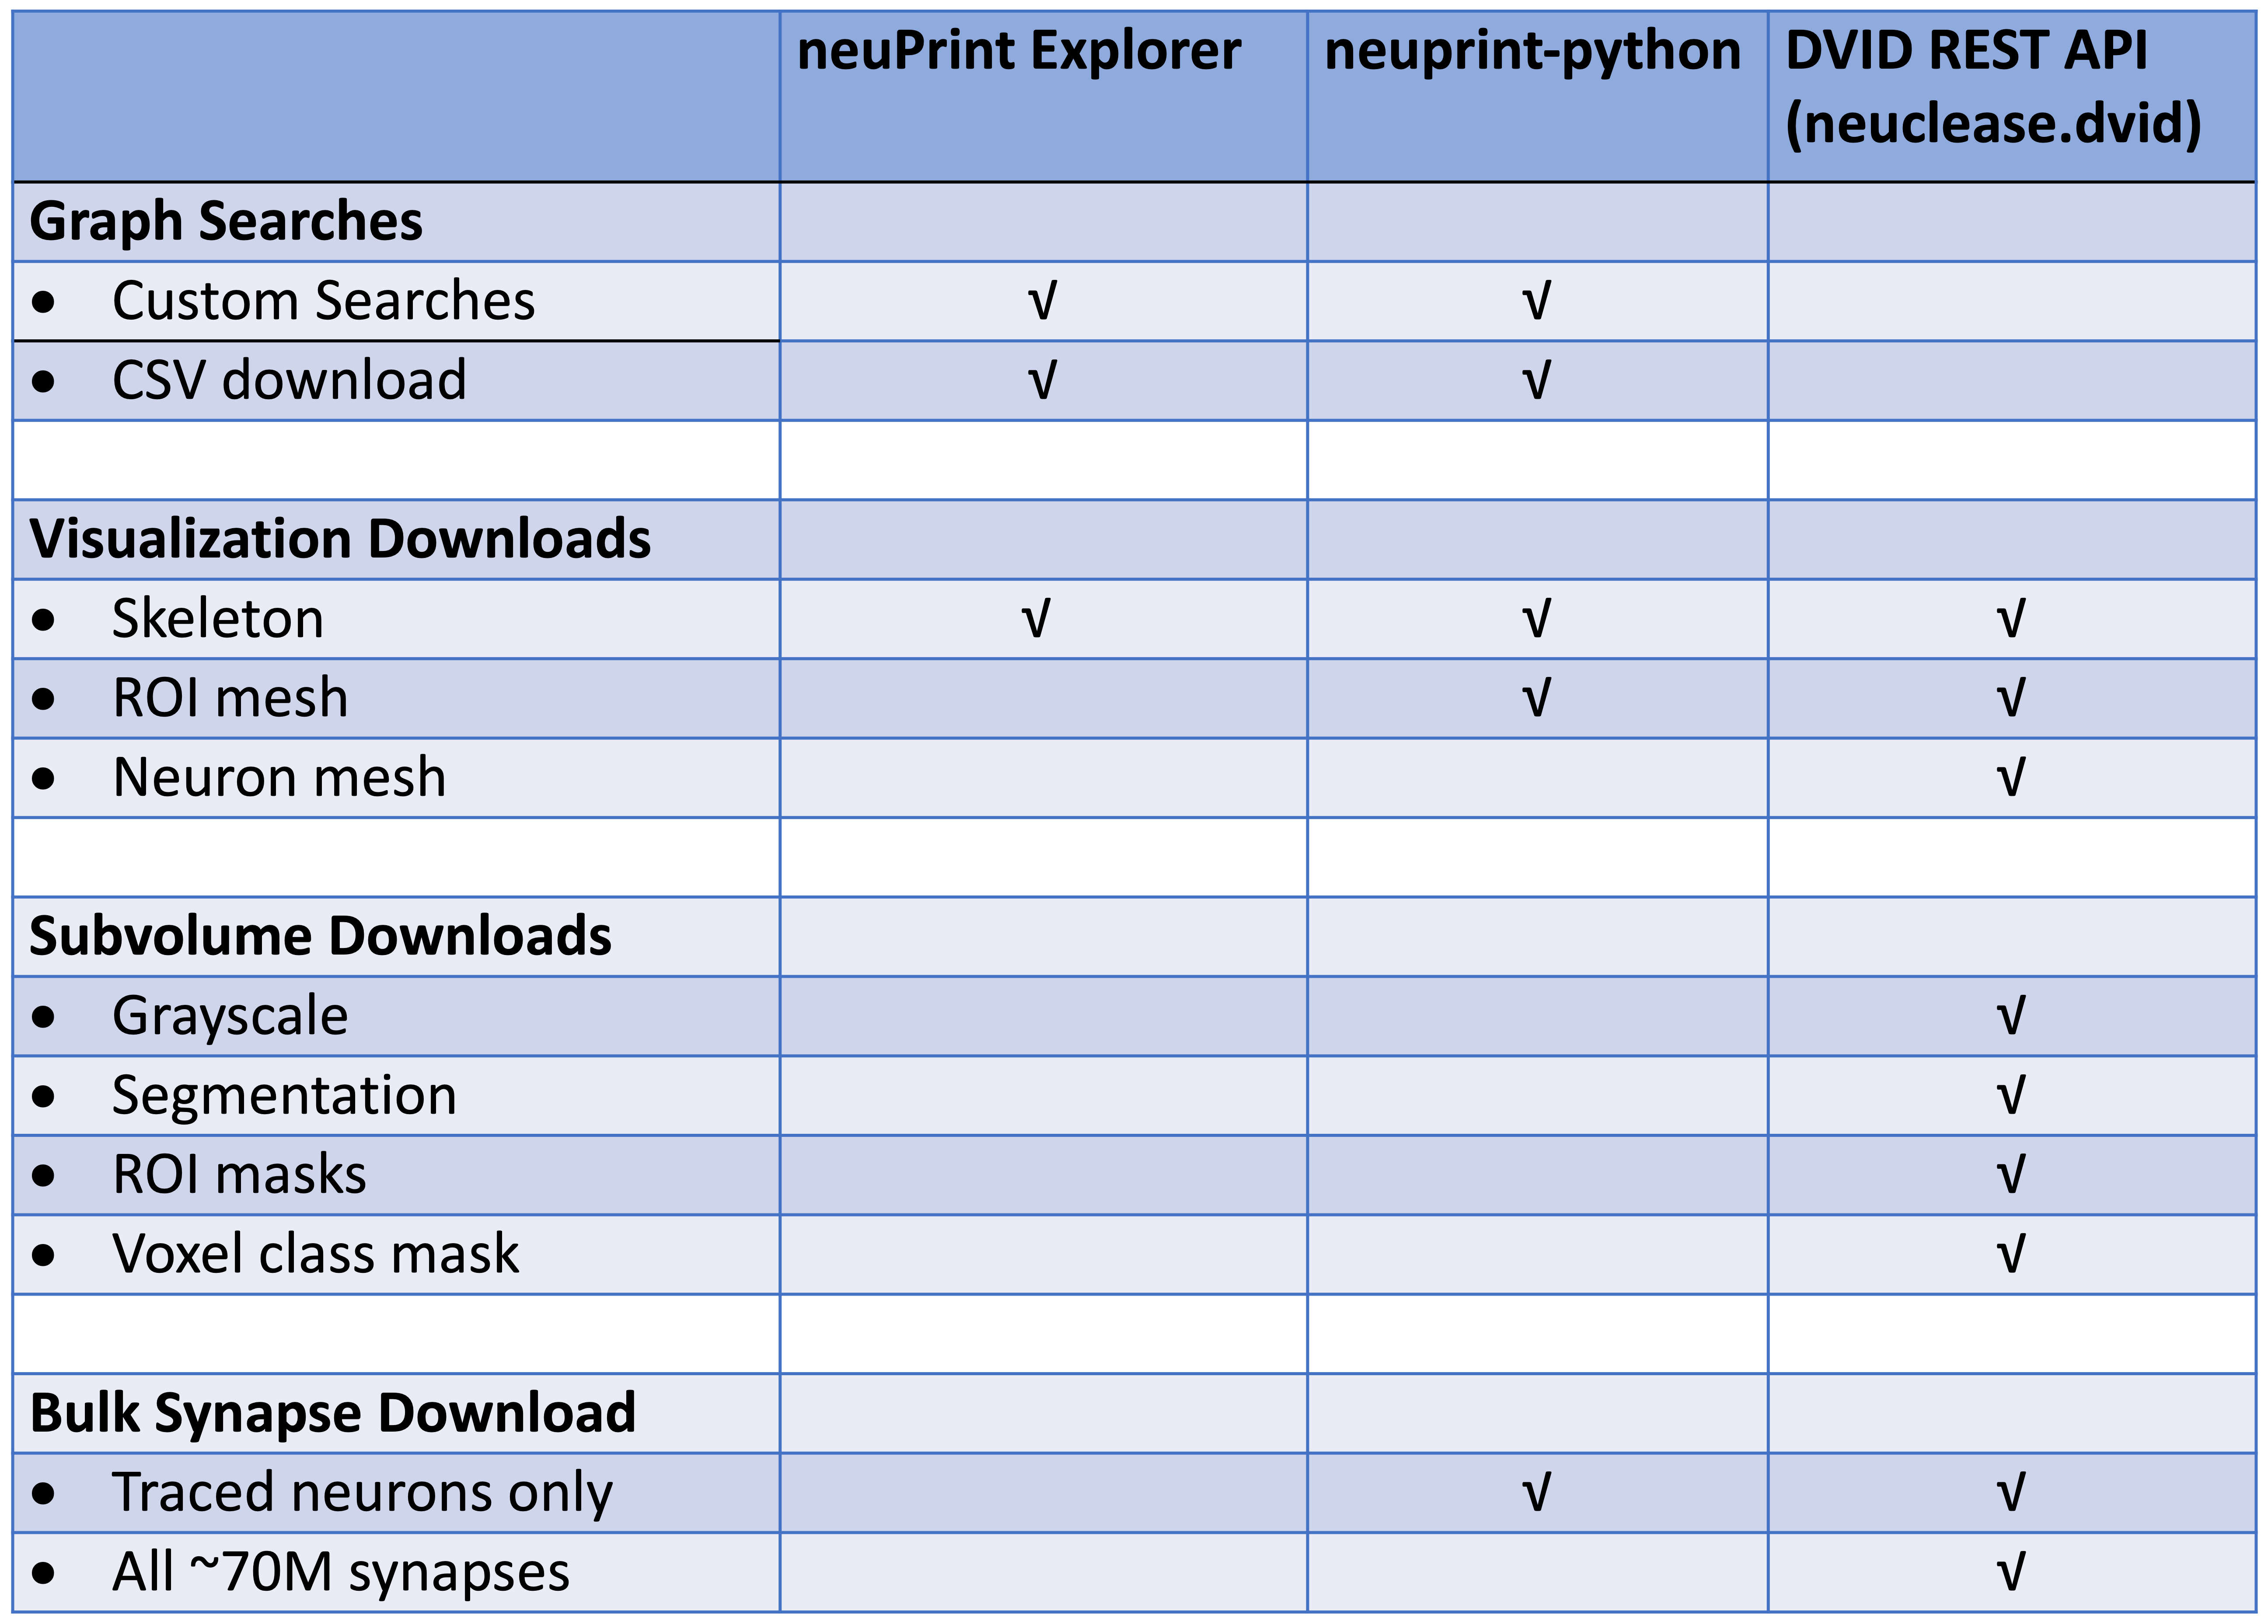 neuPrint Explorer neuprint-python DVID REST API
(neuclease.dvid)
Graph Searches
● Custom Searches √ √
● CSV download √ √
Visualization Downloads
● Skeleton √ √ √
● ROI mesh √ √
● Neuron mesh √
Subvolume Downloads
● Grayscale √
● Segmentation √
● ROI masks √
● Voxel class mask √
Bulk Synapse Download
● Traced neurons only √ √
● All ~70M synapses √